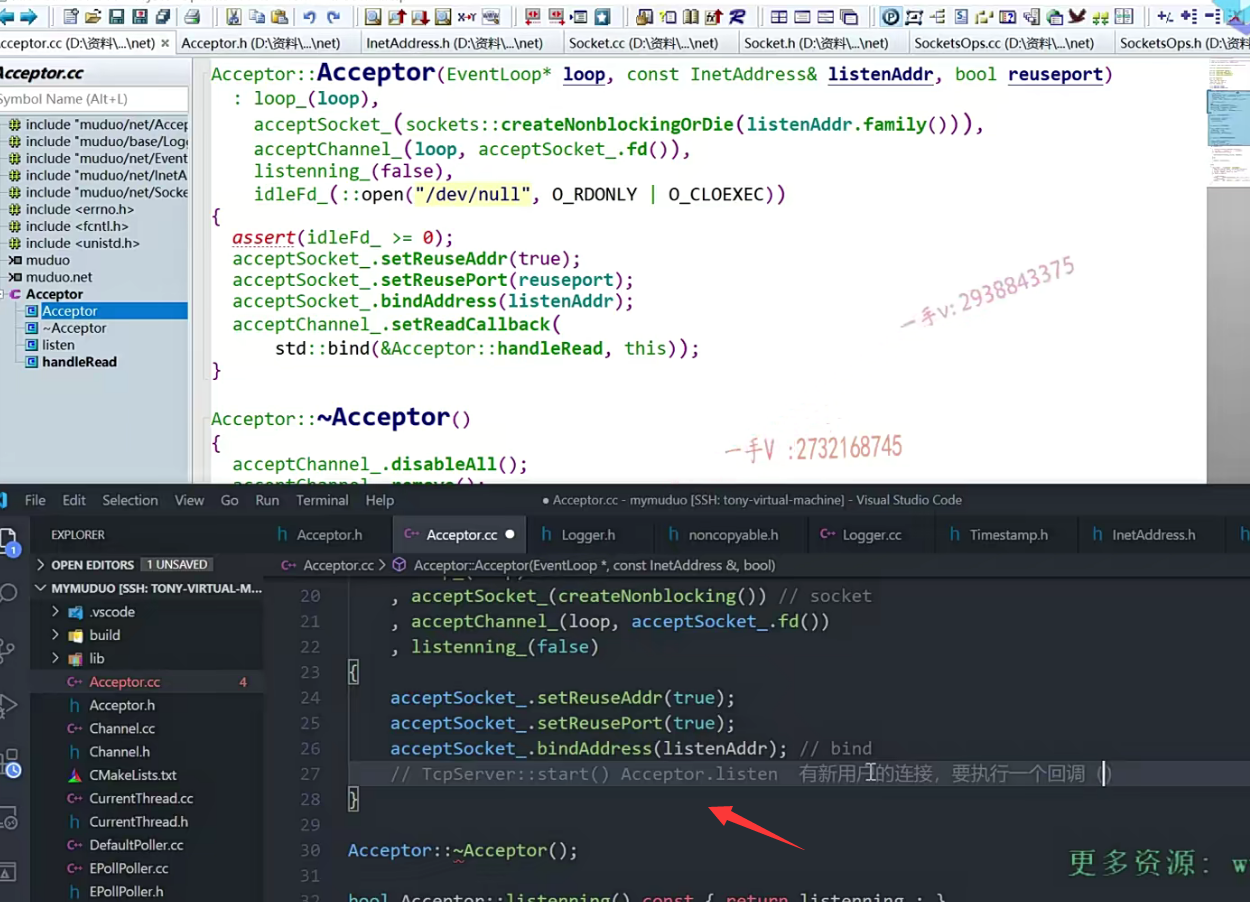 Acceptor.cc (D:\资料\...\net) × Acceptor.h (D:\资料\...\net) InetAddress.h (D:\资料\...\net) Socket.cc (D:\资料\...\net) Socket.h (D:\资料\...\net) SocketsOps.cc (D:\资料\...\net) SocketsOps.h (D:\资料
Acceptor.cc
Symbol Name (Alt+L)
include "muduo/net/Accep
include "muduo/base/Logg
include "muduo/net/Event
include "muduo/net/InetA
include "muduo/net/Socke
include <errno.h>
include <fcntl.h>
include <unistd.h>
muduo
muduo.net
Acceptor
Acceptor
~Acceptor
listen
handleRead
Acceptor::Acceptor(EventLoop* loop, const InetAddress& listenAddr, bool reuseport)
: loop_(loop),
acceptSocket_(sockets::createNonblockingOrDie(listenAddr.family())),
acceptChannel_(loop, acceptSocket_.fd()),
listenning_(false),
idleFd_(::open("/dev/null", O_RDONLY | O_CLOEXEC))
{
assert(idleFd_ >= 0);
acceptSocket_.setReuseAddr(true);
acceptSocket_.setReusePort(reuseport);
acceptSocket_.bindAddress(listenAddr);
acceptChannel_.setReadCallback(
std::bind(&Acceptor::handleRead, this));
}
一手v: 2938843375
Acceptor::~Acceptor()
{
一手V :2732168745
acceptChannel_.disableAll();
acceptChannel_.remove();
File Edit Selection View Go Run Terminal Help ● Acceptor.cc - mymuduo [SSH: tony-virtual-machine] - Visual Studio Code
EXPLORER
OPEN EDITORS 1 UNSAVED
MYMUDUO [SSH: TONY-VIRTUAL-M...
.vscode
build
lib
Acceptor.cc 4
Acceptor.h
Channel.cc
Channel.h
CMakeLists.txt
CurrentThread.cc
CurrentThread.h
DefaultPoller.cc
EPollPoller.cc
EPollPoller.h
1
Acceptor.h Acceptor.cc ● Logger.h noncopyable.h Logger.cc Timestamp.h InetAddress.h
Acceptor.cc > Acceptor::Acceptor(EventLoop *, const InetAddress &, bool)
20 , acceptSocket_(createNonblocking()) // socket
21 , acceptChannel_(loop, acceptSocket_.fd())
22 , listenning_(false)
23 {
24 acceptSocket_.setReuseAddr(true);
25 acceptSocket_.setReusePort(true);
26 acceptSocket_.bindAddress(listenAddr); // bind
27 // TcpServer::start() Acceptor.listen 有新用户的连接，要执行一个回调 ()
28 }
29
30 Acceptor::~Acceptor();
31
32 bool Acceptor::listenning() const { return listenning_; }
更多资源：w